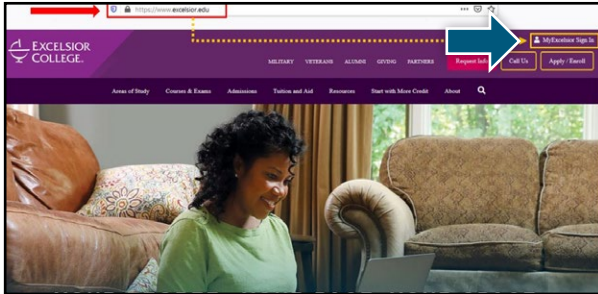 https://www.excelsior.edu
MyExcelsior Sign In
EXCELSIOR
COLLEGE.
MILITARY VETERANS ALUMNI GIVING PARTNERS Request Info Call Us Apply / Enroll
Areas of Study Courses & Exams Admissions Tuition and Aid Resources Start with More Credit About